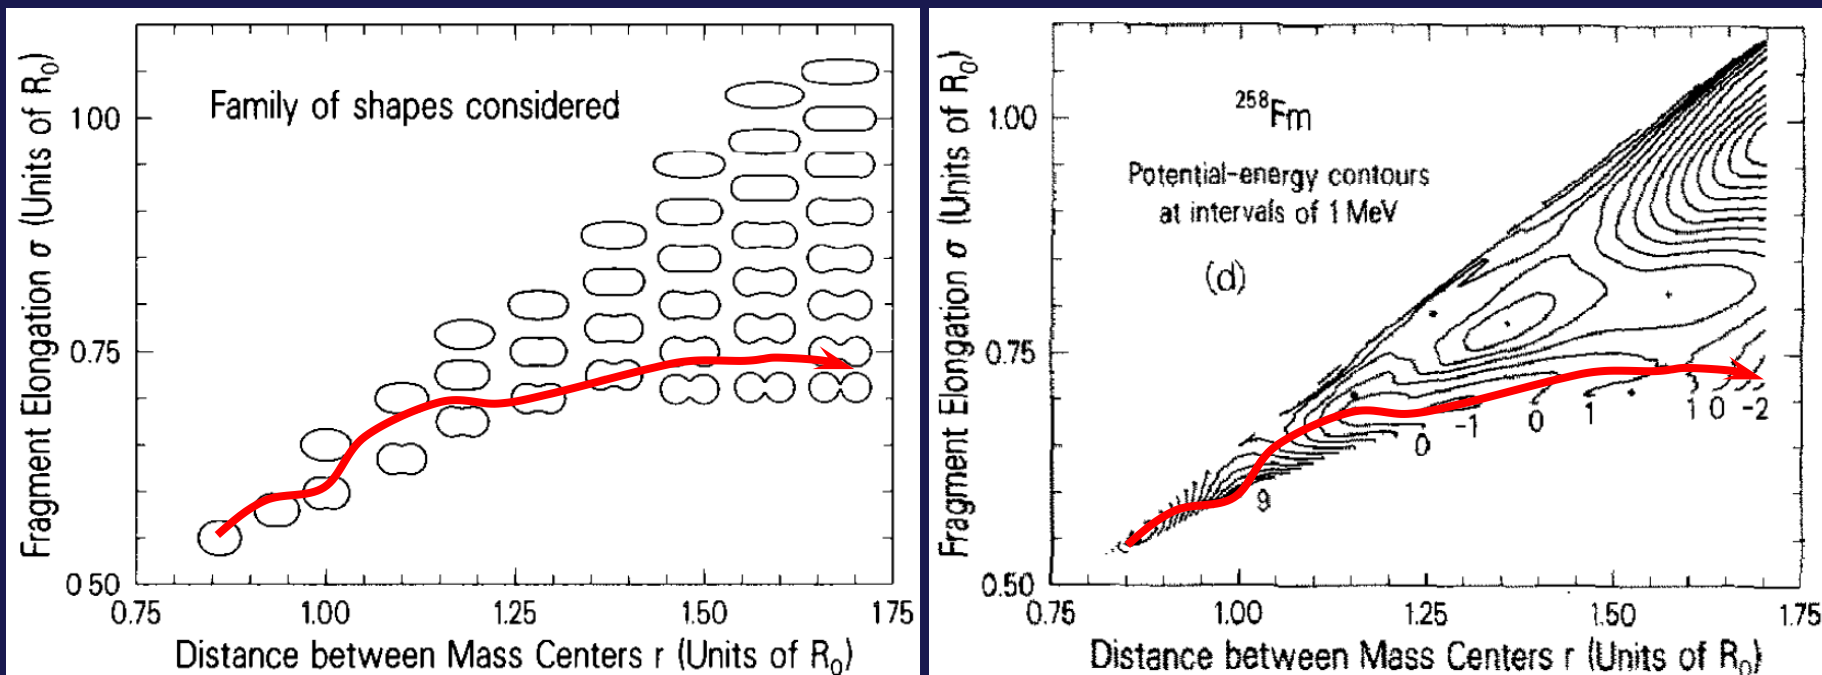 Family of shapes considered
Fragment Elongation σ (Units of R₀)
1 00
0.75
0 50
0.75
1.00
1.25
1.50
1 75
Distance between Mass Centers r (Units of R₀)
²⁵⁸Fm
Potential-energy contours
at intervals of 1 MeV
(d)
Fragment Elongation σ (Units of R₀)
1.00
0.75
0.50
9
0
-1
0
1
1
0
-2
0.75
1.00
1.25
1.50
1.75
Distance between Mass Centers r (Units of R₀)